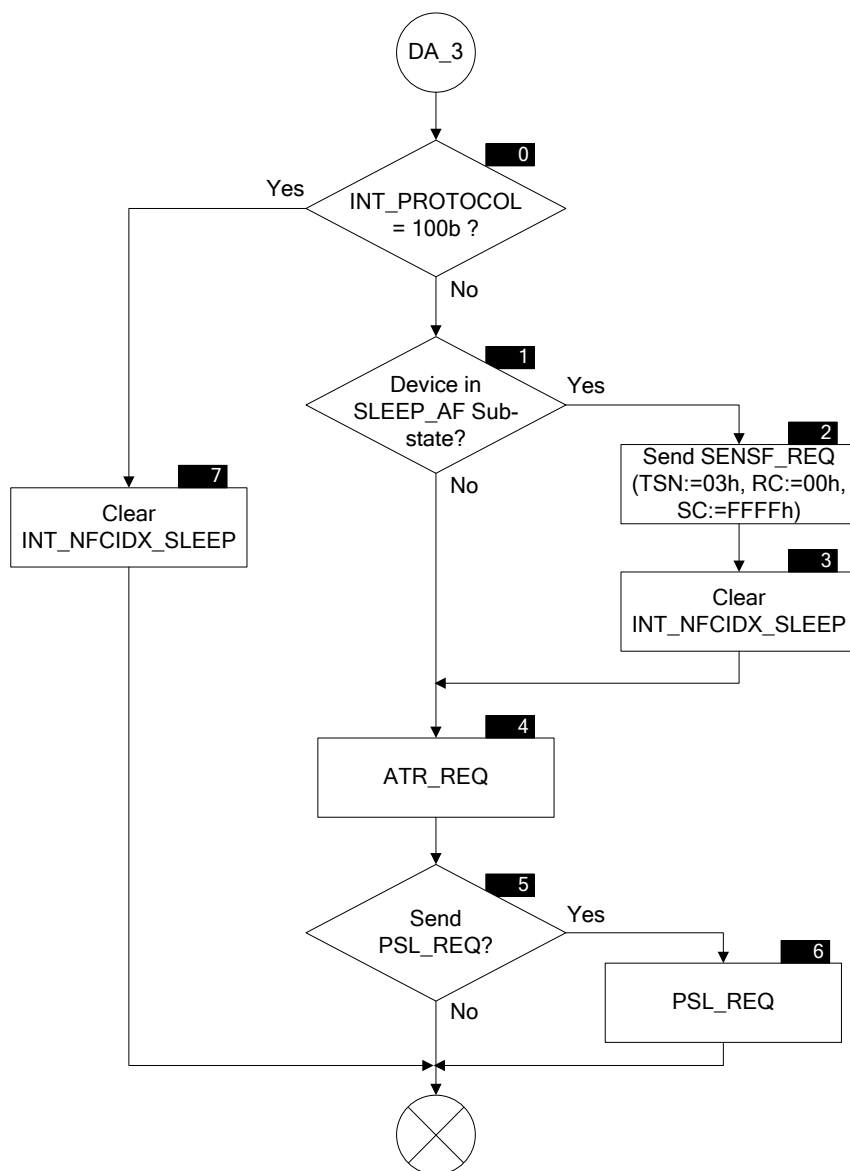 DA_3
0
Yes
INT_PROTOCOL
= 100b ?
No
1
Device in
SLEEP_AF Sub-
state?
Yes
No
2
Send SENSF_REQ
(TSN:=03h, RC:=00h,
SC:=FFFFh)
7
Clear
INT_NFCIDX_SLEEP
3
Clear
INT_NFCIDX_SLEEP
4
ATR_REQ
5
Send
PSL_REQ?
Yes
No
6
PSL_REQ